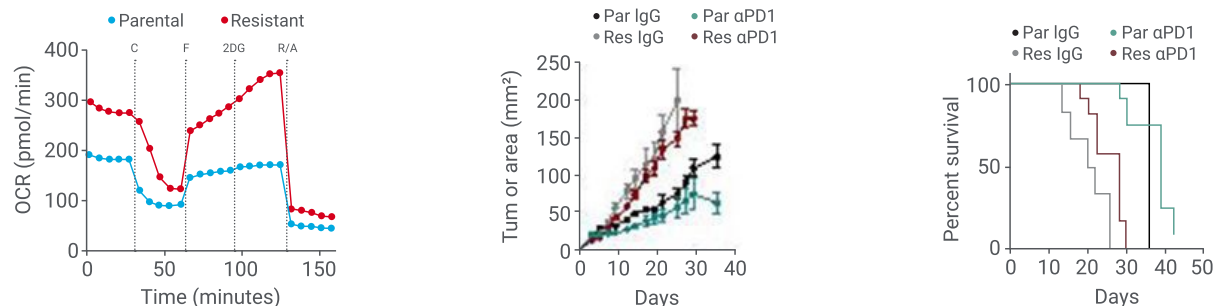 Parental Resistant
C F 2DG R/A
400
300
200
100
0
OCR (pmol/min)
0 50 100 150
Time (minutes)
Par IgG Par αPD1
Res IgG Res αPD1
250
200
150
100
50
0
Tum or area (mm²)
0 10 20 30 40
Days
Par IgG Par αPD1
Res IgG Res αPD1
100
50
0
Percent survival
0 10 20 30 40 50
Days